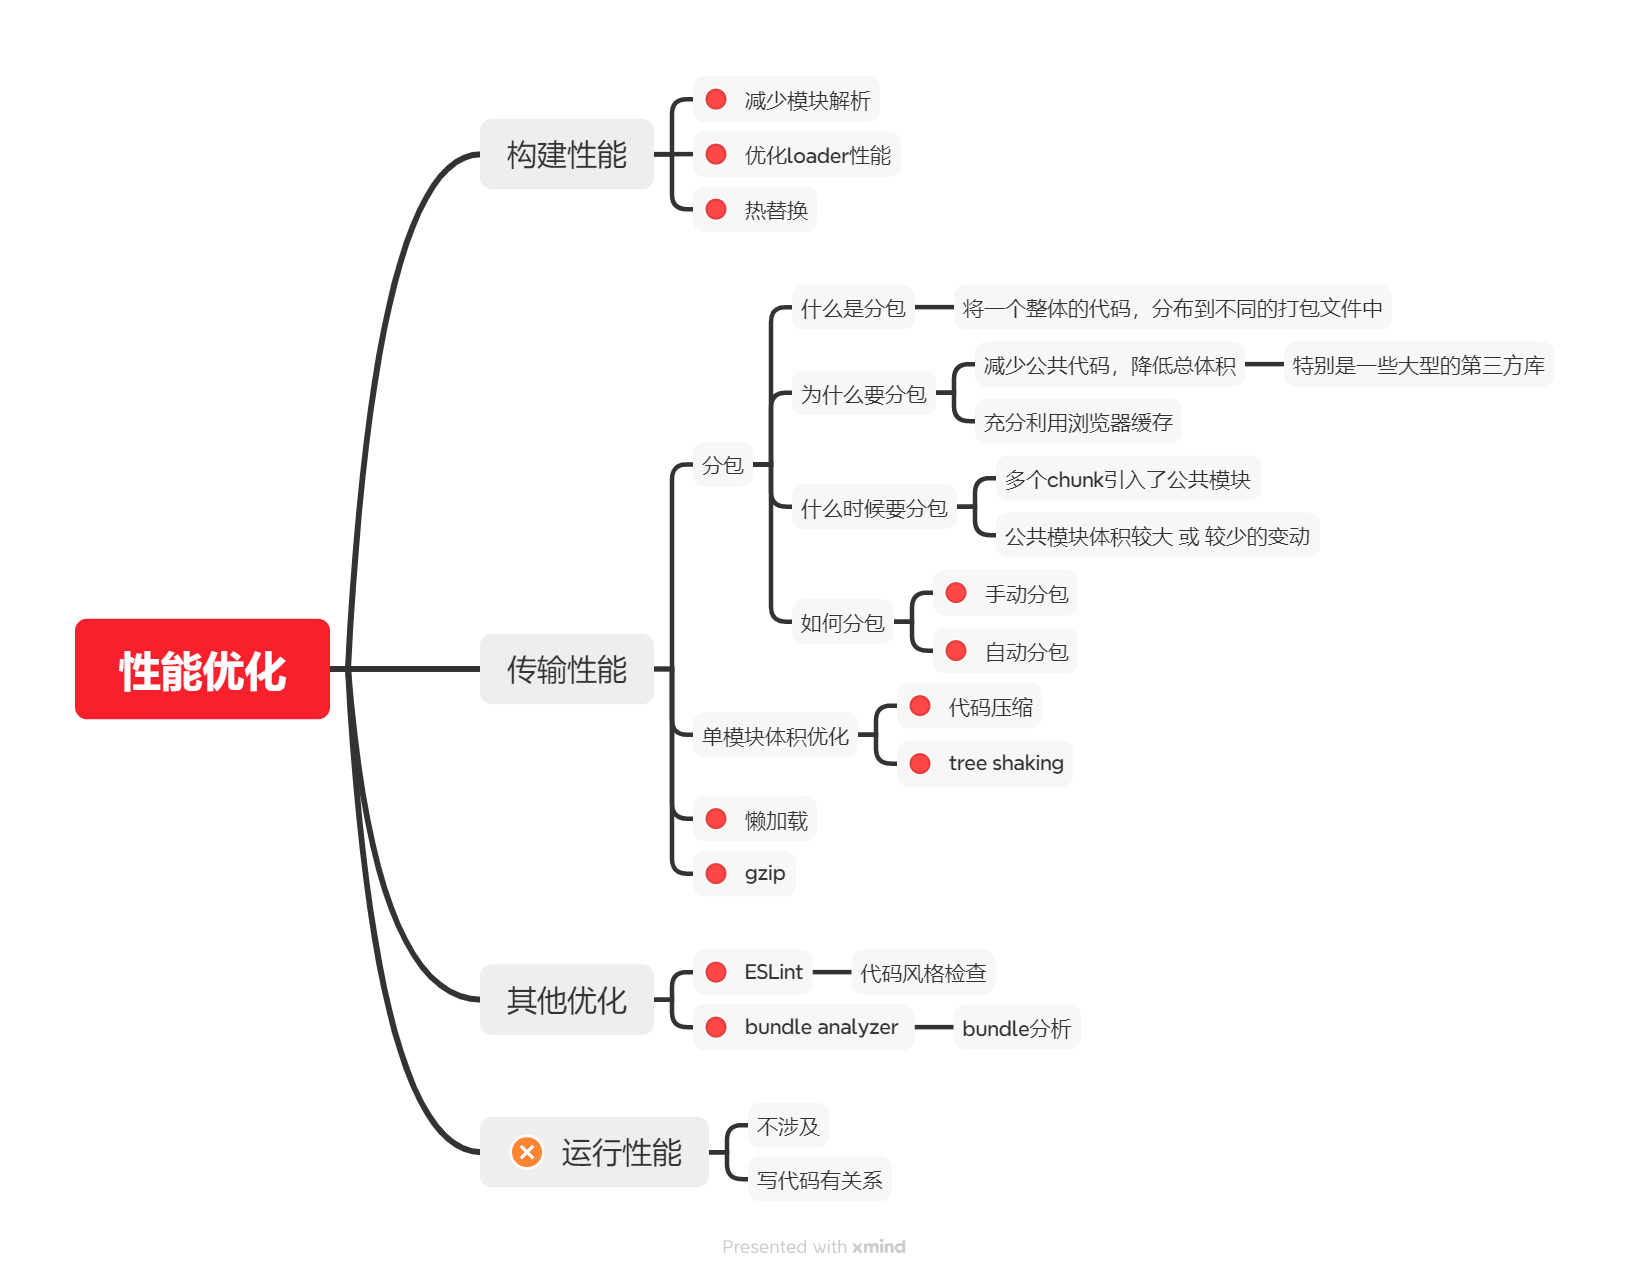 性能优化
构建性能
减少模块解析
优化loader性能
热替换
传输性能
分包
什么是分包
将一个整体的代码，分布到不同的打包文件中
为什么要分包
减少公共代码，降低总体积
特别是一些大型的第三方库
充分利用浏览器缓存
什么时候要分包
多个chunk引入了公共模块
公共模块体积较大 或 较少的变动
如何分包
手动分包
自动分包
单模块体积优化
代码压缩
tree shaking
懒加载
gzip
其他优化
ESLint
代码风格检查
bundle analyzer
bundle分析
运行性能
不涉及
写代码有关系
Presented with xmind